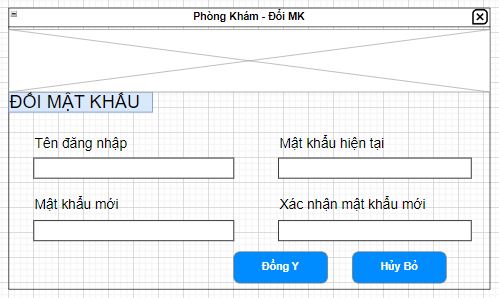 Phòng Khám - Đổi MK
ĐỔI MẬT KHẨU
Tên đăng nhập
Mật khẩu hiện tại
Mật khẩu mới
Xác nhận mật khẩu mới
Đồng Y
Hủy Bỏ